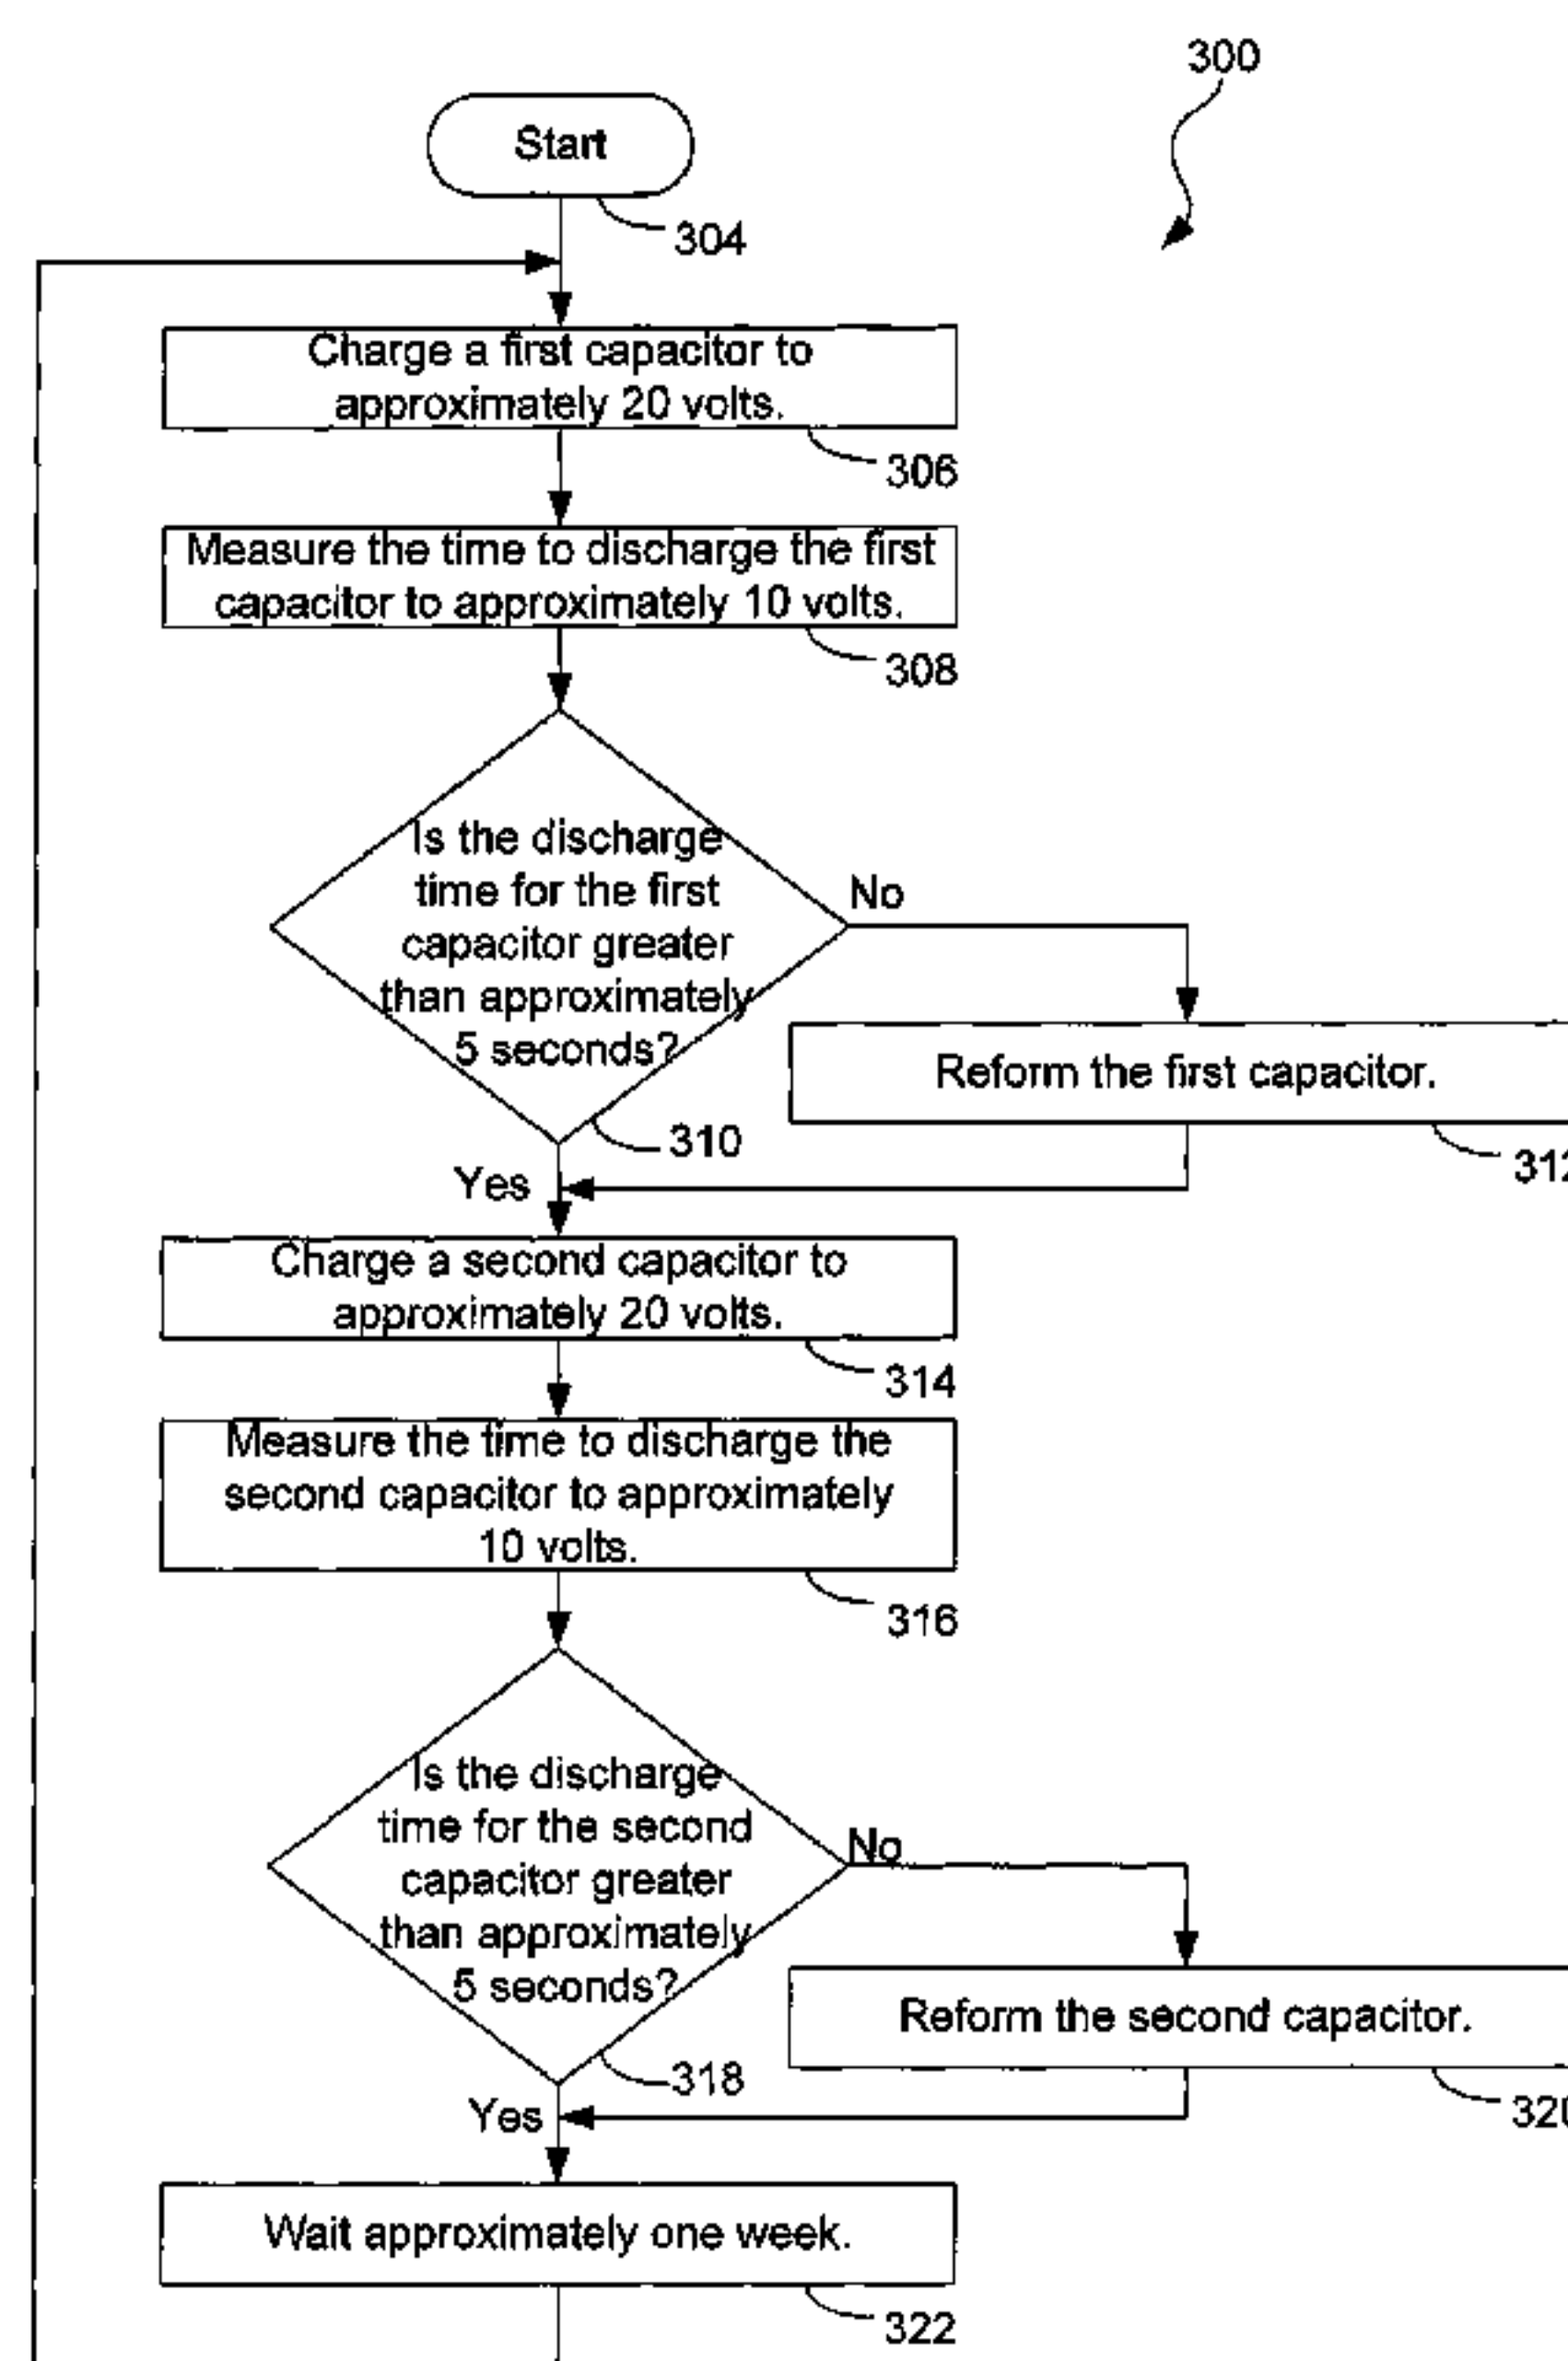 300
Start
304
Charge a first capacitor to
approximately 20 volts.
306
Measure the time to discharge the first
capacitor to approximately 10 volts.
308
Is the discharge
time for the first
capacitor greater
than approximately
5 seconds?
No
Reform the first capacitor.
310
Yes
Charge a second capacitor to
approximately 20 volts.
314
Measure the time to discharge the
second capacitor to approximately
10 volts.
316
Is the discharge
time for the second
capacitor greater
than approximately
5 seconds?
No
Reform the second capacitor.
318
Yes
Wait approximately one week.
322